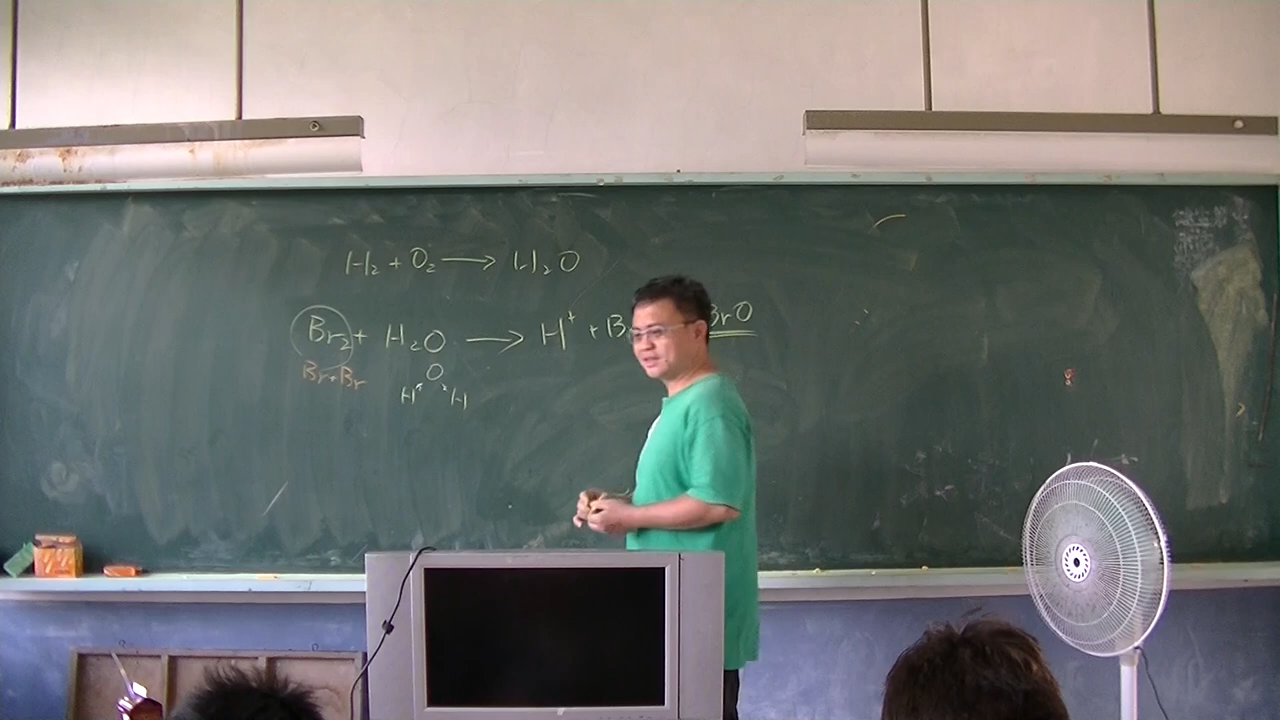 H₂ + O₂ → H₂O
Br₂ + H₂O → H⁺ + B BrO
Br Br O
H H